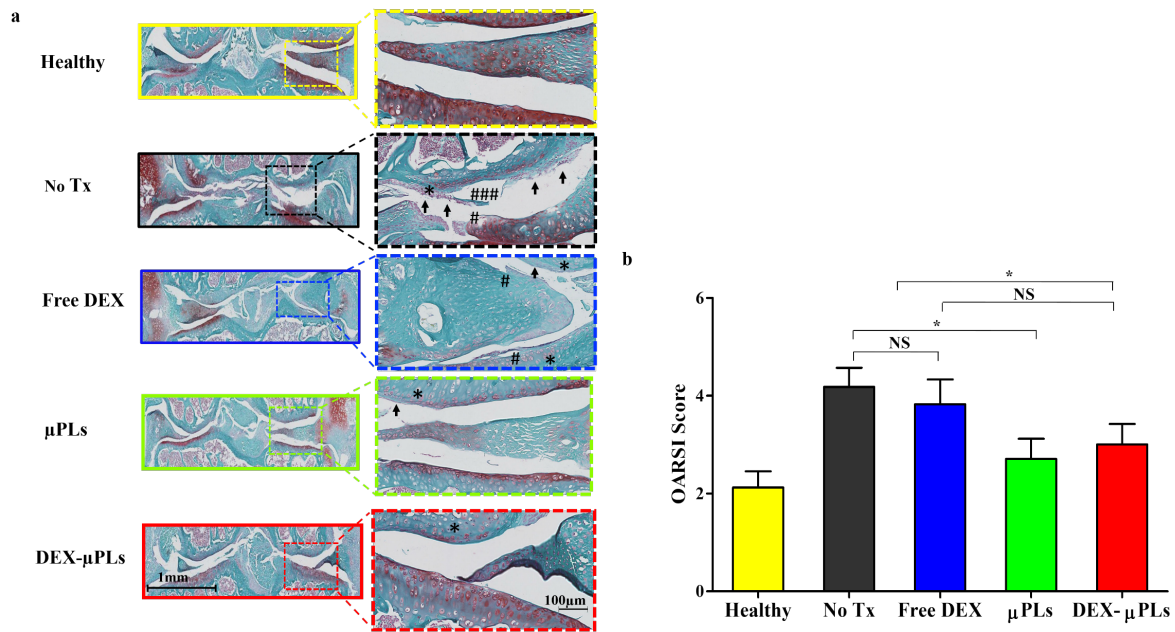 a
Healthy
No Tx
* ### #
Free DEX
# * # *
μPLs
*
DEX-μPLs
*
1mm
100μm
b
OARSI Score
6
4
2
0
*
NS
*
NS
Healthy No Tx Free DEX μPLs DEX- μPLs